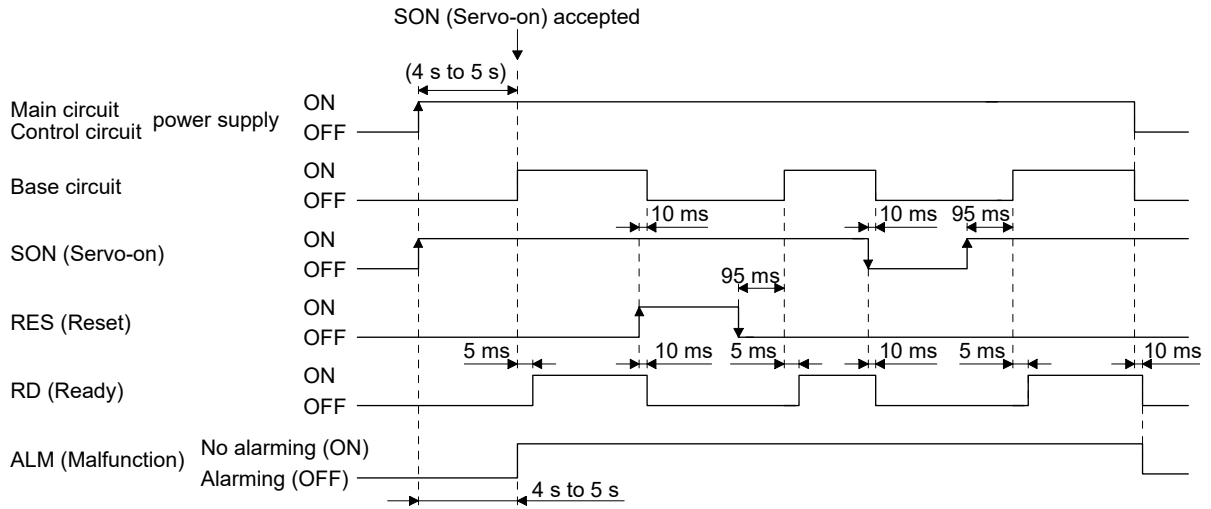 SON (Servo-on) accepted
(4 s to 5 s)
Main circuit
Control circuit
power supply
ON
OFF
Base circuit
ON
OFF
10 ms
10 ms
95 ms
SON (Servo-on)
ON
OFF
95 ms
RES (Reset)
ON
OFF
5 ms
10 ms
5 ms
10 ms
5 ms
10 ms
RD (Ready)
ON
OFF
ALM (Malfunction)
No alarming (ON)
Alarming (OFF)
4 s to 5 s